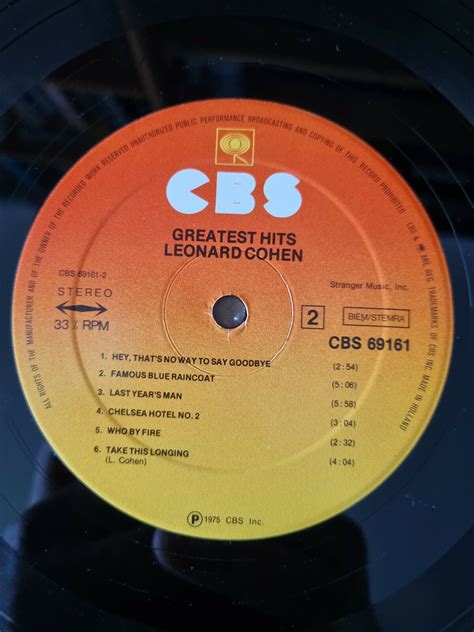 ALL RIGHTS OF THE MANUFACTURER AND OF THE OWNER OF THE RECORDED WORK RESERVED UNAUTHORIZED PUBLIC PERFORMANCE BROADCASTING AND COPYING OF THIS RECORD PROHIBITED
CBS & ARE REG. TRADEMARKS OF CBS INC. MADE IN HOLLAND
CBS
GREATEST HITS
LEONARD COHEN
CBS 69161-2
STEREO
33⅓ RPM
Stranger Music, Inc.
2 BIEM/STEMRA
CBS 69161
1. HEY, THAT'S NO WAY TO SAY GOODBYE (2:54)
2. FAMOUS BLUE RAINCOAT (5:06)
3. LAST YEAR'S MAN (5:58)
4. CHELSEA HOTEL NO. 2 (3:04)
5. WHO BY FIRE (2:32)
6. TAKE THIS LONGING (4:04)
(L. Cohen)
Ⓟ 1975 CBS Inc.